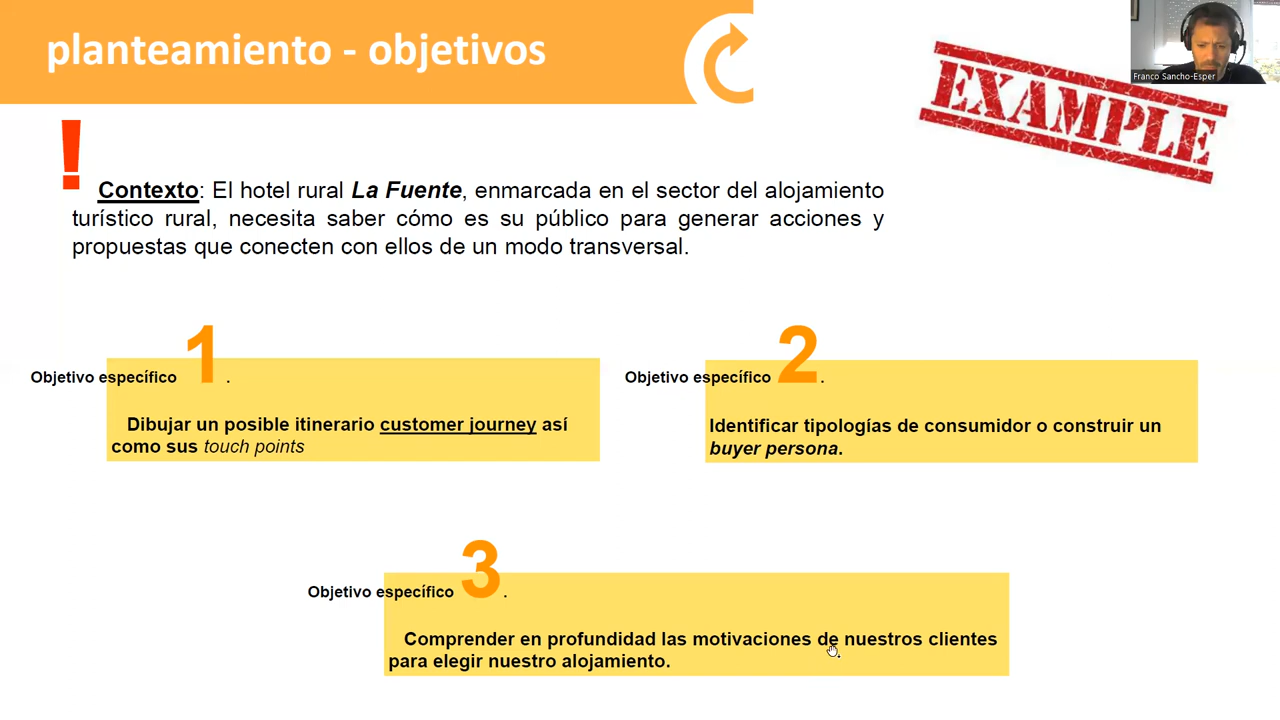 planteamiento - objetivos
EXAMPLE
Franco Sancho-Esper
!
Contexto: El hotel rural La Fuente, enmarcada en el sector del alojamiento
turístico rural, necesita saber cómo es su público para generar acciones y
propuestas que conecten con ellos de un modo transversal.
Objetivo específico 1.
Dibujar un posible itinerario customer journey así
como sus touch points
Objetivo específico 2.
Identificar tipologías de consumidor o construir un
buyer persona.
Objetivo específico 3.
Comprender en profundidad las motivaciones de nuestros clientes
para elegir nuestro alojamiento.